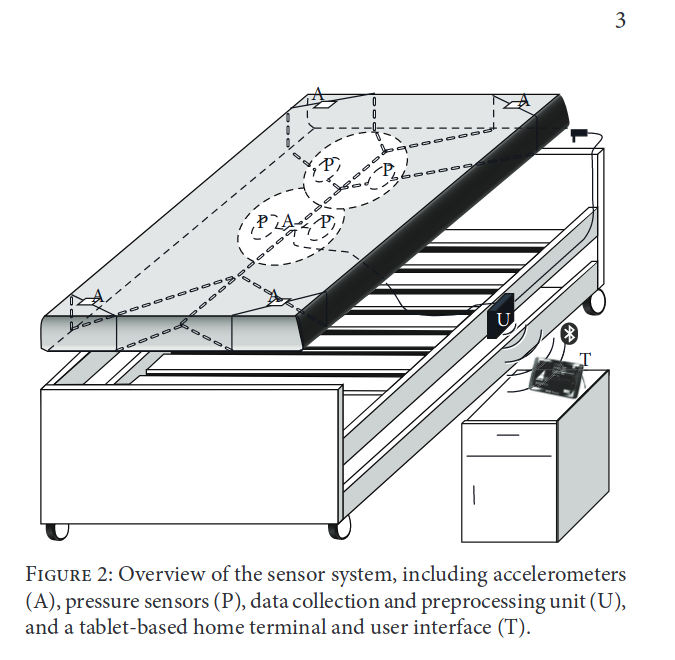 3
A
A
P
P
P
A
P
A
A
U
T
FIGURE 2: Overview of the sensor system, including accelerometers
(A), pressure sensors (P), data collection and preprocessing unit (U),
and a tablet-based home terminal and user interface (T).